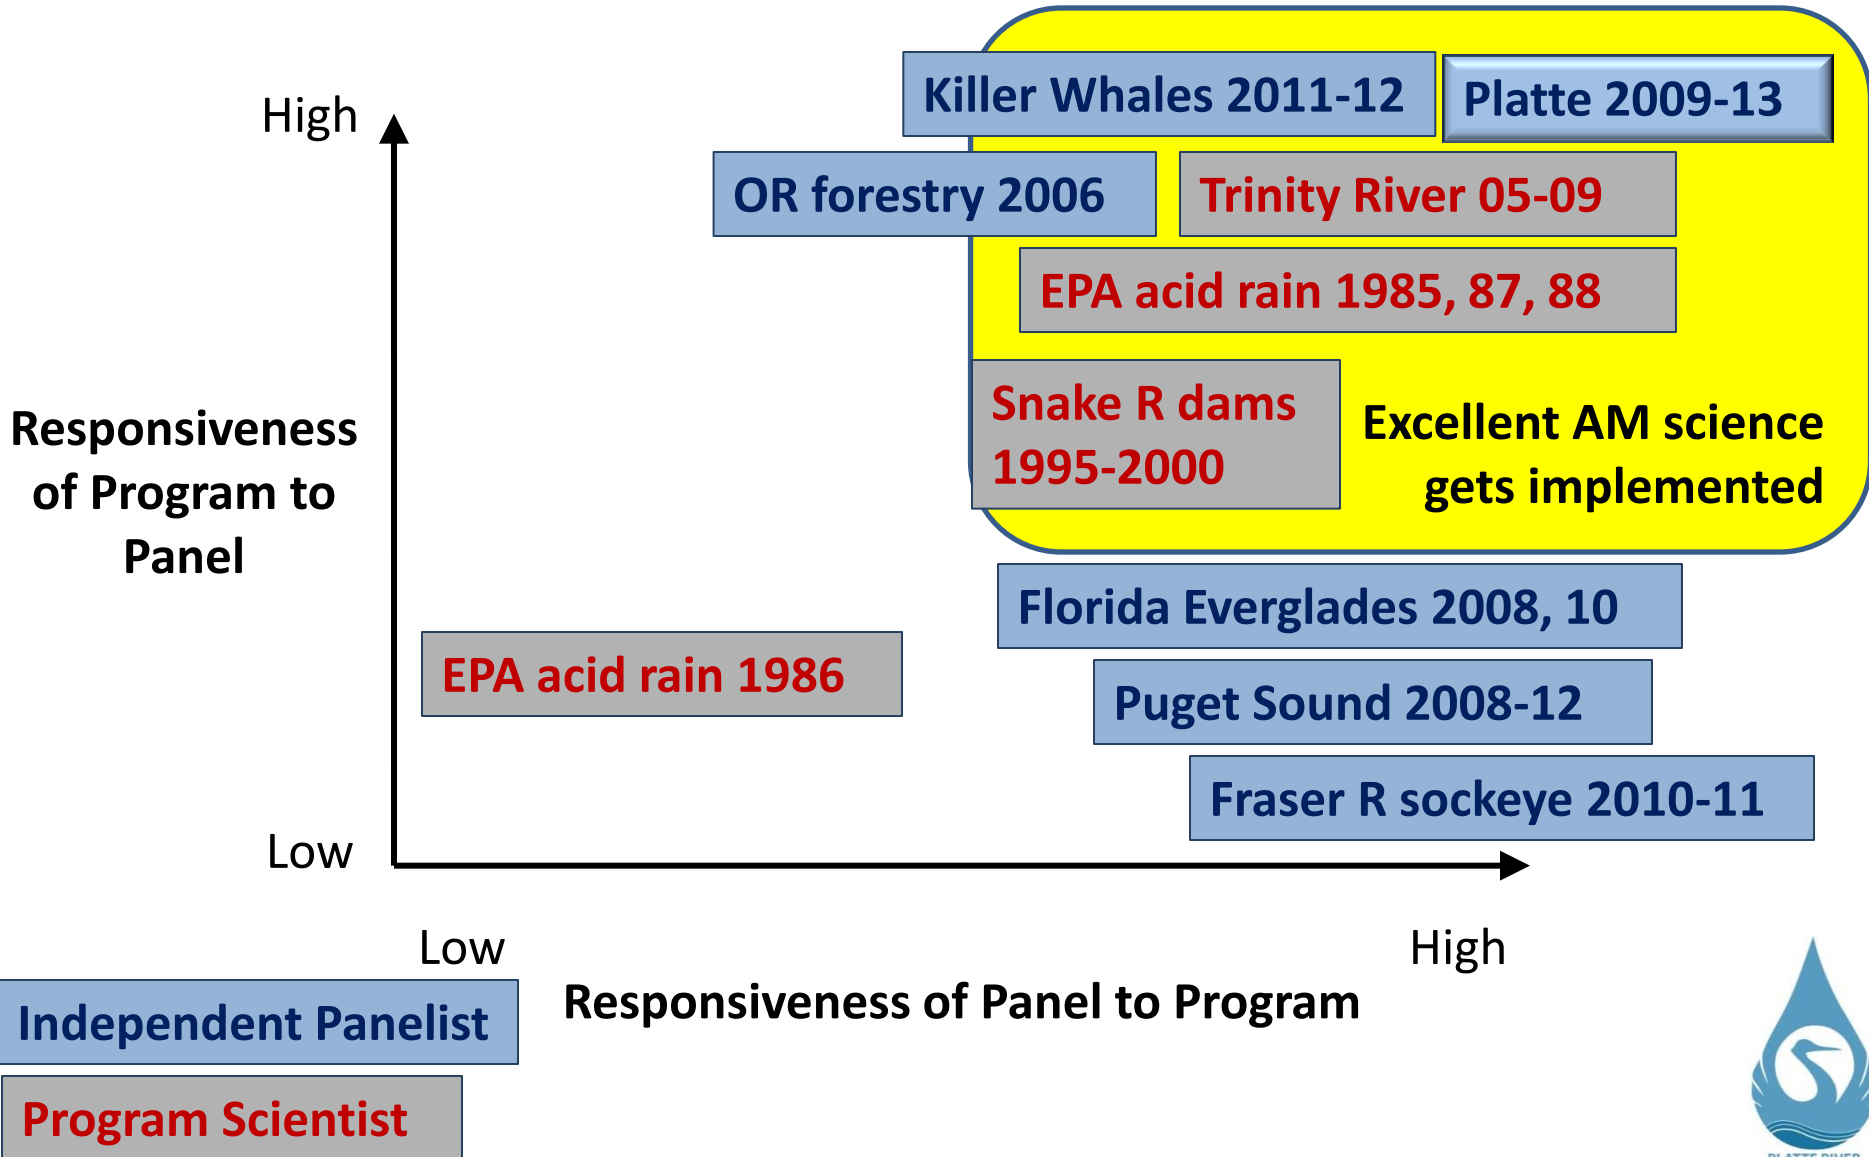 Killer Whales 2011-12
Platte 2009-13
High
OR forestry 2006
Trinity River 05-09
EPA acid rain 1985, 87, 88
Snake R dams
1995-2000
Excellent AM science
gets implemented
Responsiveness
of Program to
Panel
Florida Everglades 2008, 10
EPA acid rain 1986
Puget Sound 2008-12
Fraser R sockeye 2010-11
Low
Low
High
Responsiveness of Panel to Program
Independent Panelist
Program Scientist
PLATTE RIVER